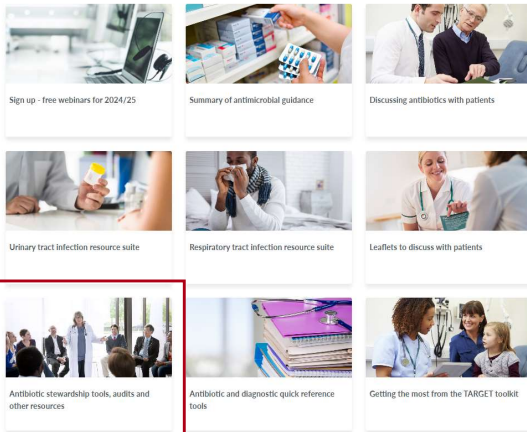 Sign up - free webinars for 2024/25
Summary of antimicrobial guidance
Discussing antibiotics with patients
Urinary tract infection resource suite
Respiratory tract infection resource suite
Leaflets to discuss with patients
Antibiotic stewardship tools, audits and
other resources
Antibiotic and diagnostic quick reference
tools
Getting the most from the TARGET toolkit